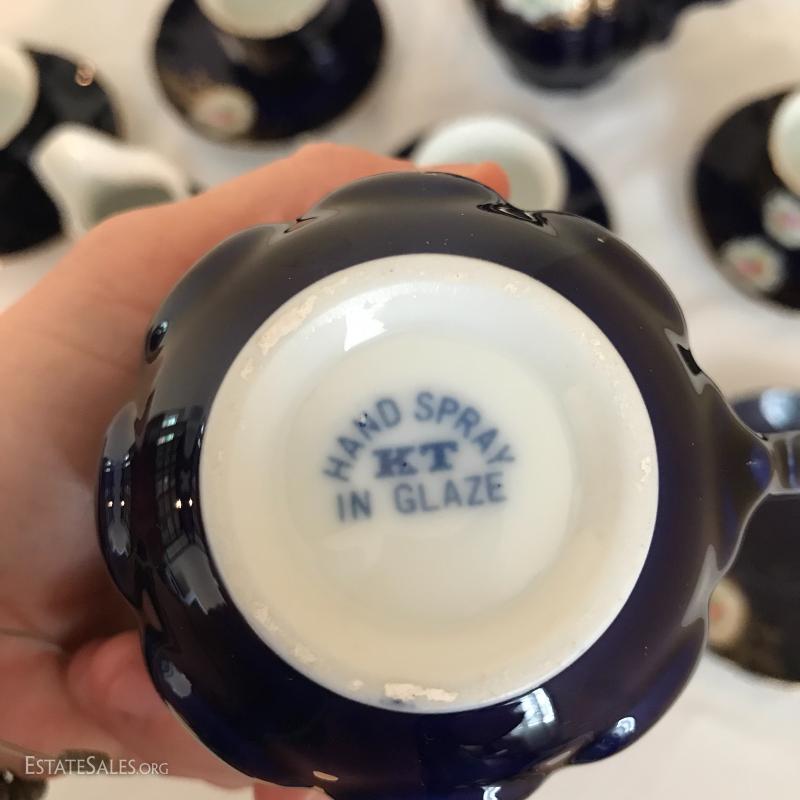 HAND SPRAY
KT
IN GLAZE
ESTATESALES.ORG